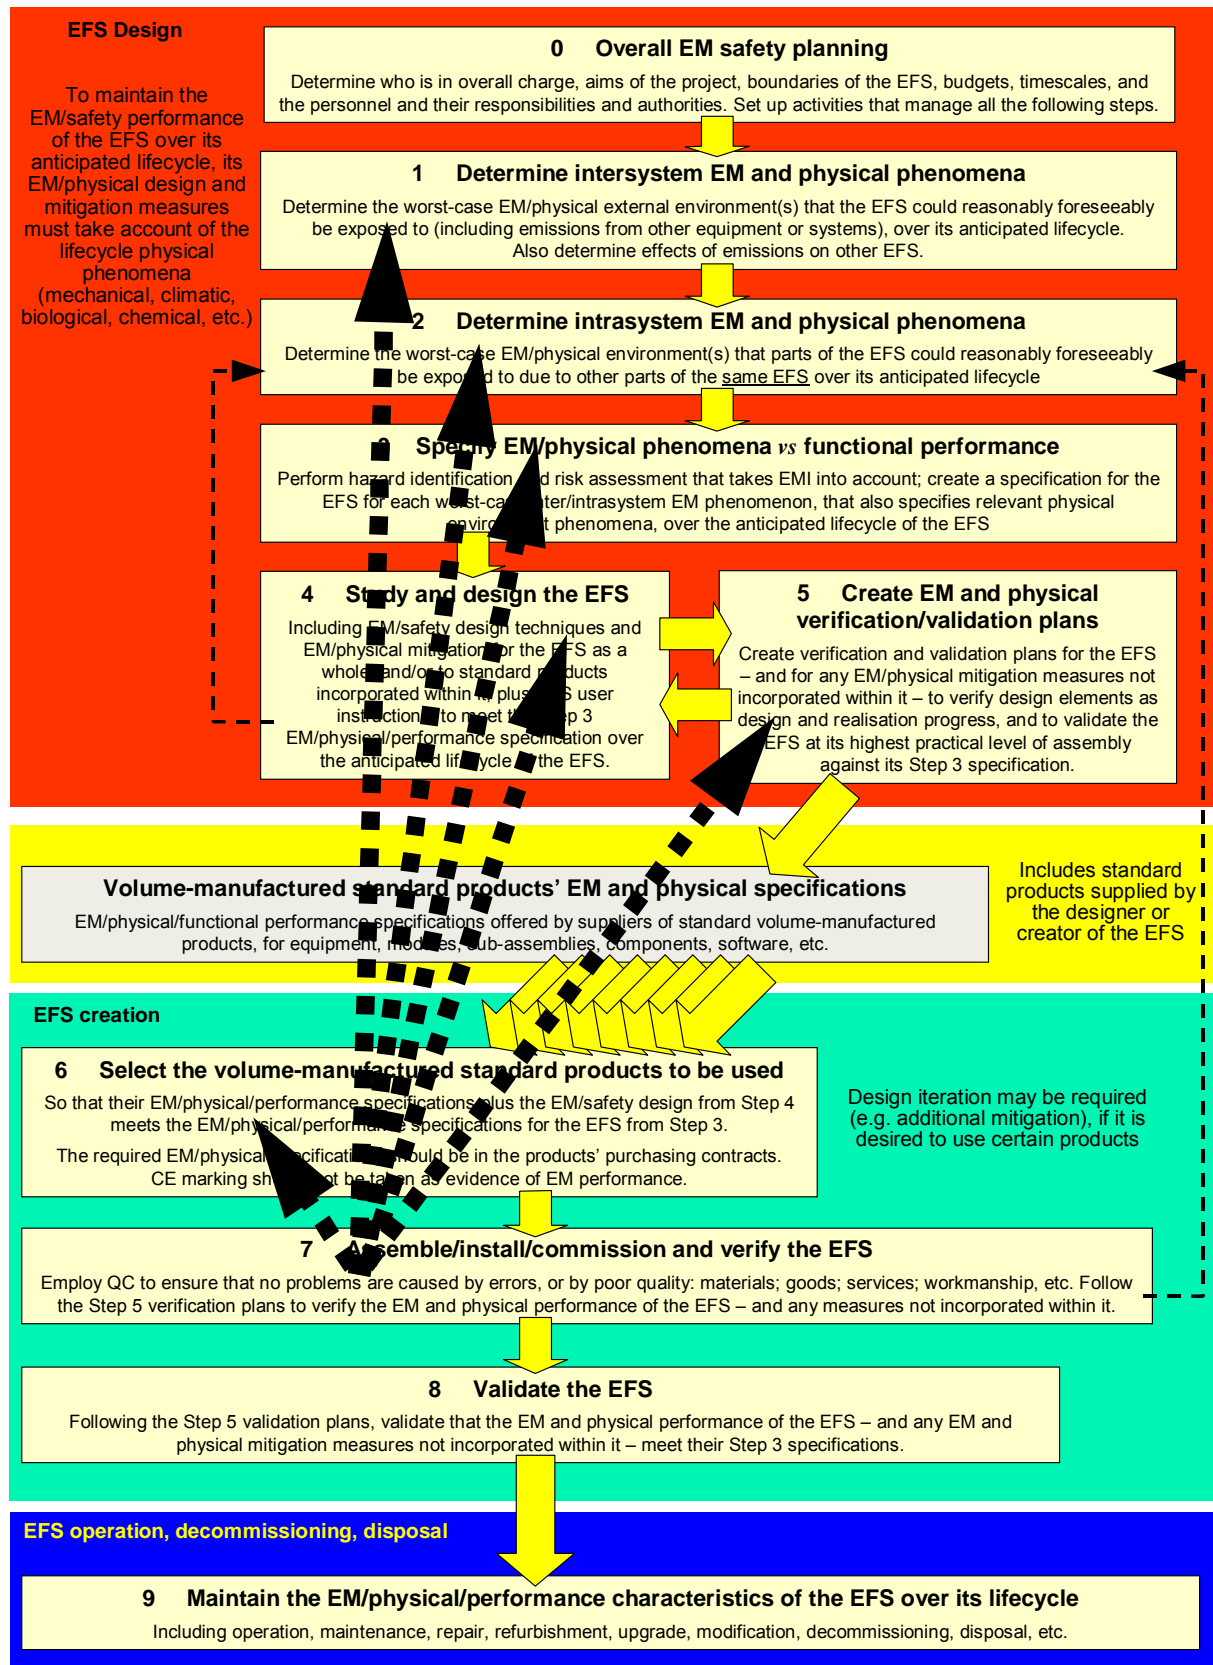 EFS Design
To maintain the
EM/safety performance
of the EFS over its
anticipated lifecycle, its
EM/physical design and
mitigation measures
must take account of the
lifecycle physical
phenomena
(mechanical, climatic,
biological, chemical, etc.)
0 Overall EM safety planning
Determine who is in overall charge, aims of the project, boundaries of the EFS, budgets, timescales, and
the personnel and their responsibilities and authorities. Set up activities that manage all the following steps.
1 Determine intersystem EM and physical phenomena
Determine the worst-case EM/physical external environment(s) that the EFS could reasonably foreseeably
be exposed to (including emissions from other equipment or systems), over its anticipated lifecycle.
Also determine effects of emissions on other EFS.
2 Determine intrasystem EM and physical phenomena
Determine the worst-case EM/physical environment(s) that parts of the EFS could reasonably foreseeably
be exposed to due to other parts of the same EFS over its anticipated lifecycle
3 Specify EM/physical phenomena vs functional performance
Perform hazard identification and risk assessment that takes EMI into account; create a specification for the
EFS for each worst-case inter/intrasystem EM phenomenon, that also specifies relevant physical
environment phenomena, over the anticipated lifecycle of the EFS
4 Study and design the EFS
Including EM/safety design techniques and
EM/physical mitigation for the EFS as a
whole and/or to standard products
incorporated within it, plus EFS user
instructions, to meet the Step 3
EM/physical/performance specification over
the anticipated lifecycle of the EFS.
5 Create EM and physical
verification/validation plans
Create verification and validation plans for the EFS
– and for any EM/physical mitigation measures not
incorporated within it – to verify design elements as
design and realisation progress, and to validate the
EFS at its highest practical level of assembly
against its Step 3 specification.
Volume-manufactured standard products’ EM and physical specifications
EM/physical/functional performance specifications offered by suppliers of standard volume-manufactured
products, for equipment, modules, sub-assemblies, components, software, etc.
Includes standard
products supplied by
the designer or
creator of the EFS
EFS creation
6 Select the volume-manufactured standard products to be used
So that their EM/physical/performance specifications plus the EM/safety design from Step 4
meets the EM/physical/performance specifications for the EFS from Step 3.
The required EM/physical specifications should be in the products’ purchasing contracts.
CE marking should not be taken as evidence of EM performance.
Design iteration may be required
(e.g. additional mitigation), if it is
desired to use certain products
7 Assemble/install/commission and verify the EFS
Employ QC to ensure that no problems are caused by errors, or by poor quality: materials; goods; services; workmanship, etc. Follow
the Step 5 verification plans to verify the EM and physical performance of the EFS – and any measures not incorporated within it.
8 Validate the EFS
Following the Step 5 validation plans, validate that the EM and physical performance of the EFS – and any EM and
physical mitigation measures not incorporated within it – meet their Step 3 specifications.
EFS operation, decommissioning, disposal
9 Maintain the EM/physical/performance characteristics of the EFS over its lifecycle
Including operation, maintenance, repair, refurbishment, upgrade, modification, decommissioning, disposal, etc.